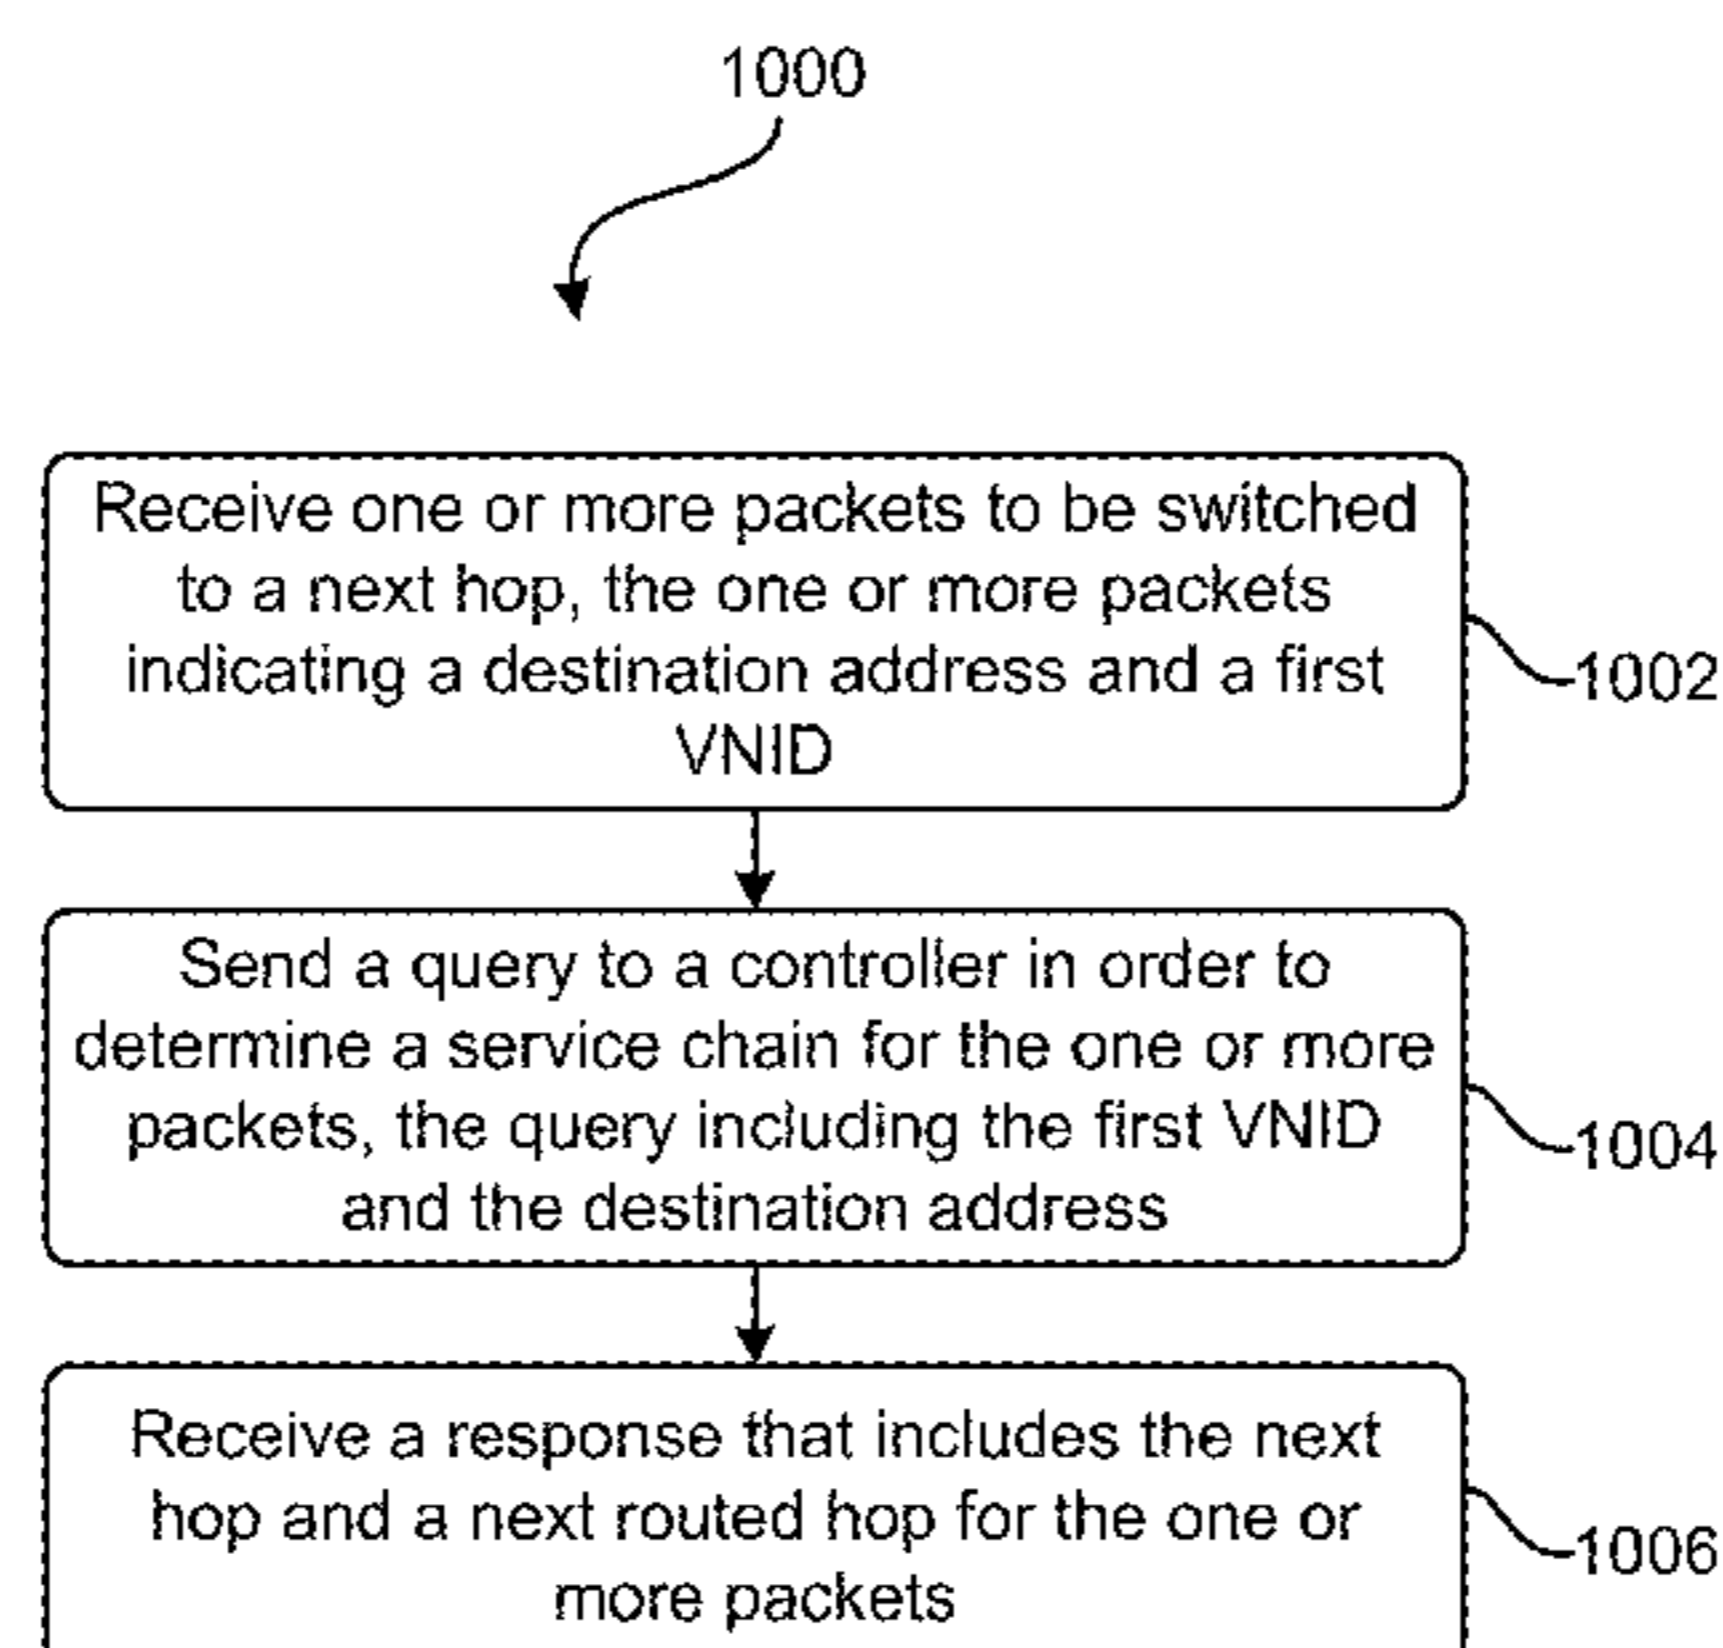 1000
Receive one or more packets to be switched
to a next hop, the one or more packets
indicating a destination address and a first
VNID
1002
Send a query to a controller in order to
determine a service chain for the one or more
packets, the query including the first VNID
and the destination address
1004
Receive a response that includes the next
hop and a next routed hop for the one or
more packets
1006